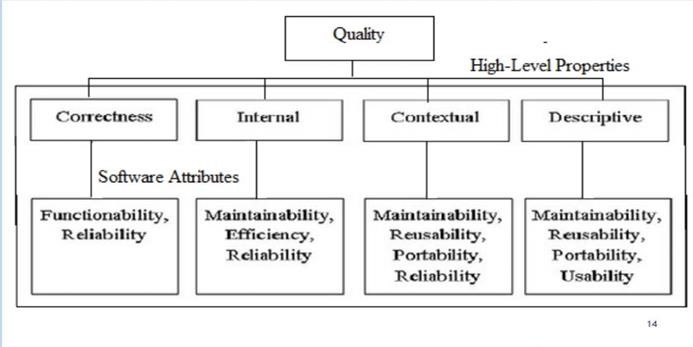 Quality
High-Level Properties
Correctness
Internal
Contextual
Descriptive
Software Attributes
Functionability,
Reliability
Maintainability,
Efficiency,
Reliability
Maintainability,
Reusability,
Portability,
Reliability
Maintainability,
Reusability,
Portability,
Usability
14